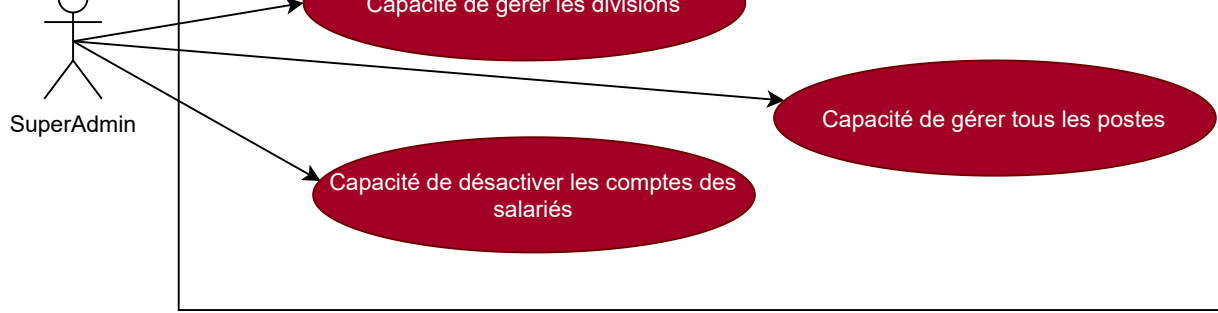 Capacité de gérer les divisions
Capacité de gérer tous les postes
SuperAdmin
Capacité de désactiver les comptes des
salariés